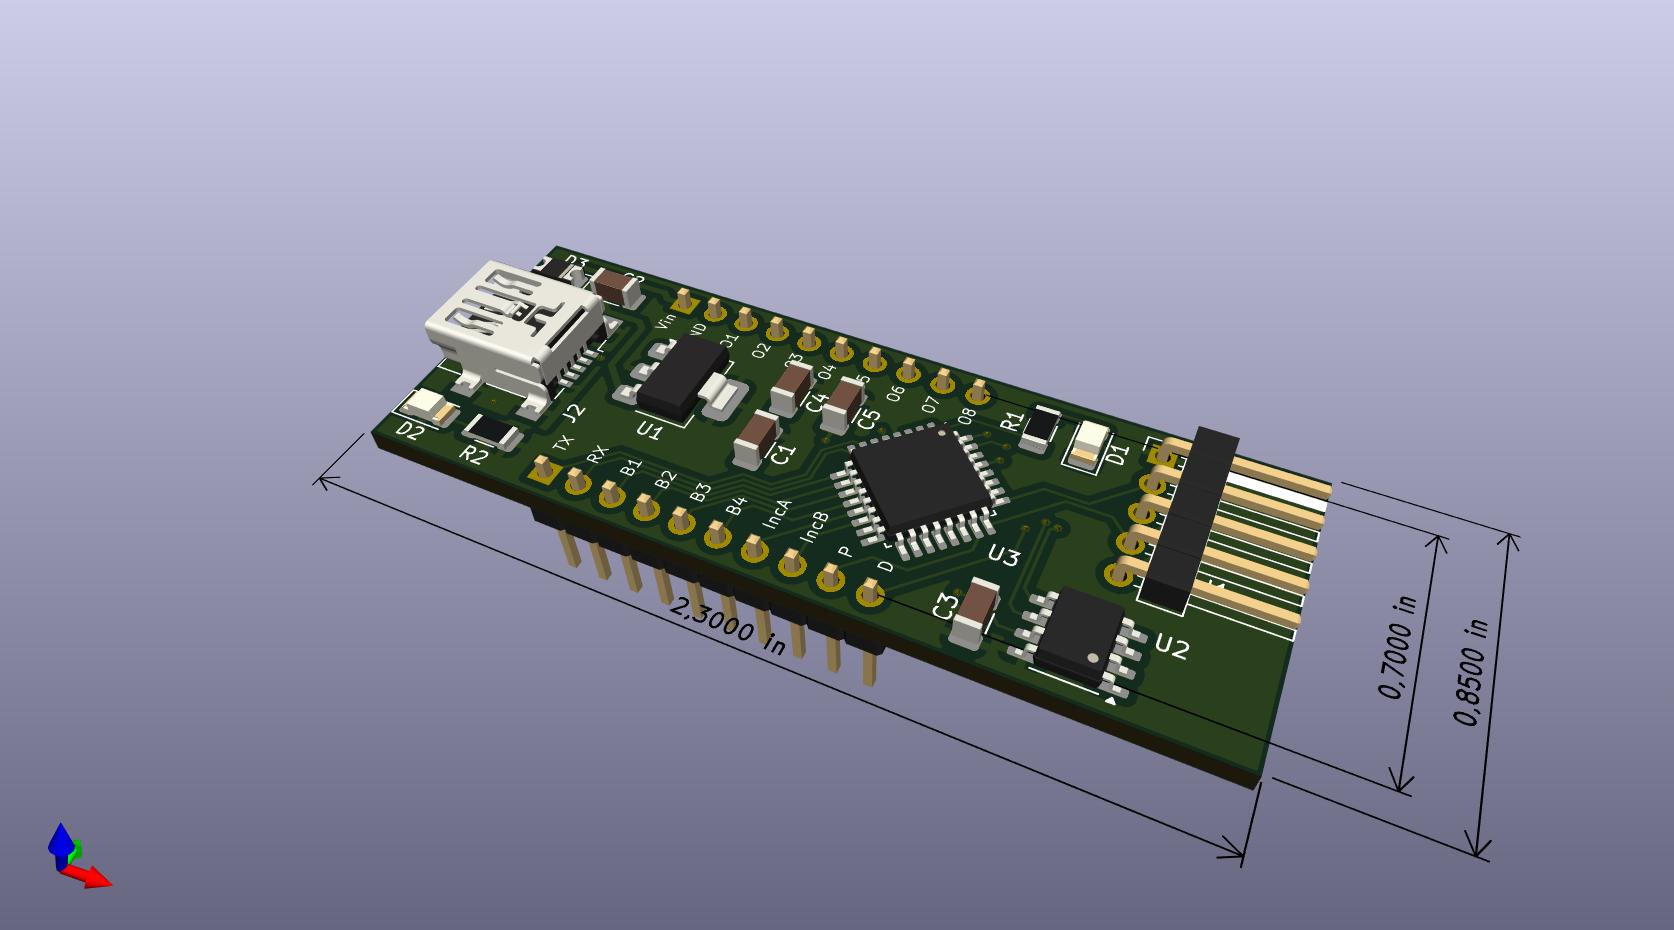 D3
Vin
O2
O4
O6
O7
O8
C4
C5
C1
U1
J2
D2
R2
TX
RX
B1
B2
B3
B4
IncA
IncB
P
D
R1
D1
U3
C3
U2
2,3000 in
0,7000 in
0,8500 in